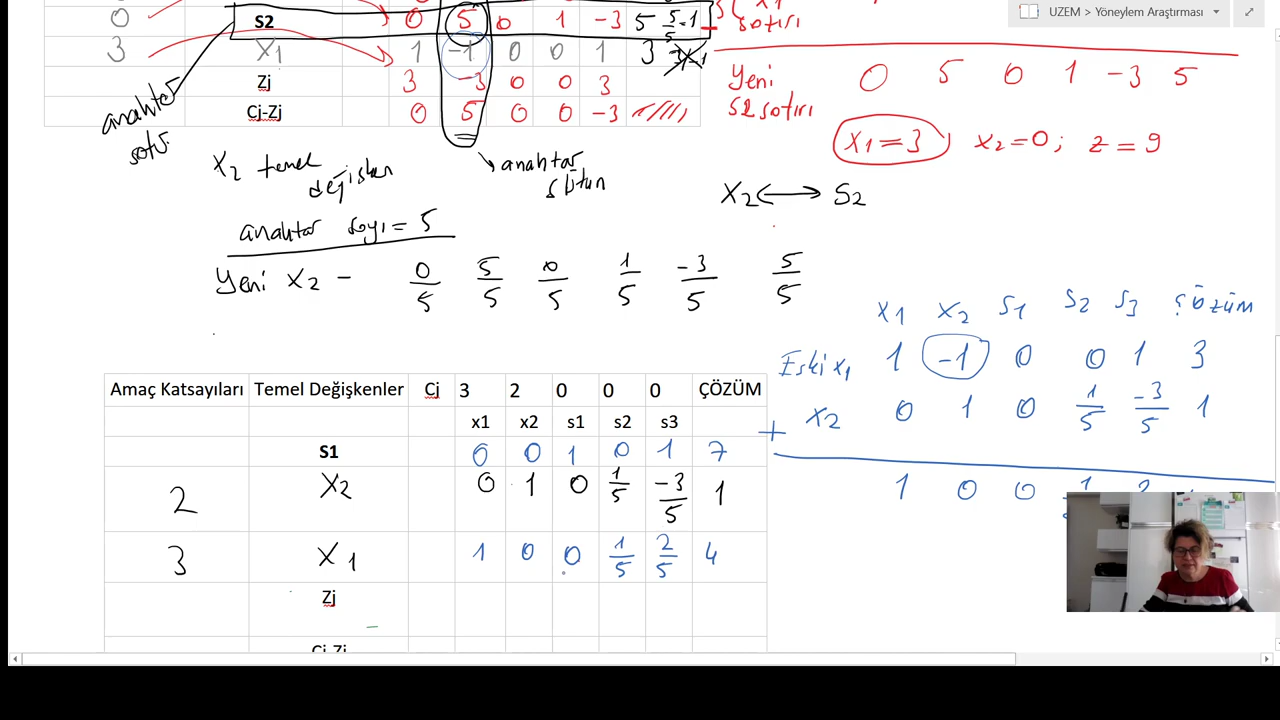 UZEM > Yöneylem Araştırması
0 S2 0 5 0 1 -3 5 5/5=1
3 X1 1 -1 0 0 1 3
satırı
Zj 3 -3 0 0 3
Cj-Zj 0 5 0 0 -3
Yeni 0 5 0 1 -3 5
S2 satırı
anahtar
satır
X1=3 X2=0; Z=9
X2 temel
değişken
anahtar
sütun
X2 ⟷ S2
anahtar sayı = 5
Yeni X2 - 0/5 5/5 0/5 1/5 -3/5 5/5
X1 X2 S1 S2 S3 Çözüm
Eski X1 1 -1 0 0 1 3
X2 0 1 0 1/5 -3/5 1
+
1 0 0 1 2
Amaç Katsayıları Temel Değişkenler Cj 3 2 0 0 0 ÇÖZÜM
x1 x2 s1 s2 s3
S1 0 0 1 0 1 7
2 X2 0 1 0 1/5 -3/5 1
3 X1 1 0 0 1/5 2/5 4
Zj
Cj-Zj